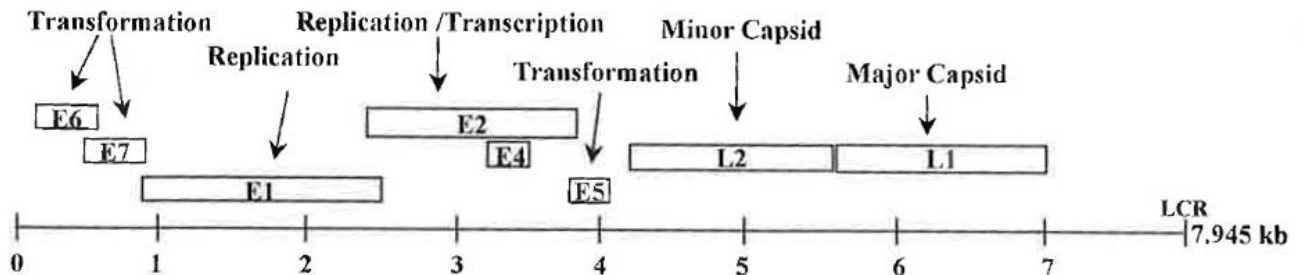 Transformation
Replication /Transcription
Replication
Minor Capsid
Transformation
Major Capsid
E6
E7
E2
E4
E1
E5
L2
L1
LCR
7.945 kb
0 1 2 3 4 5 6 7